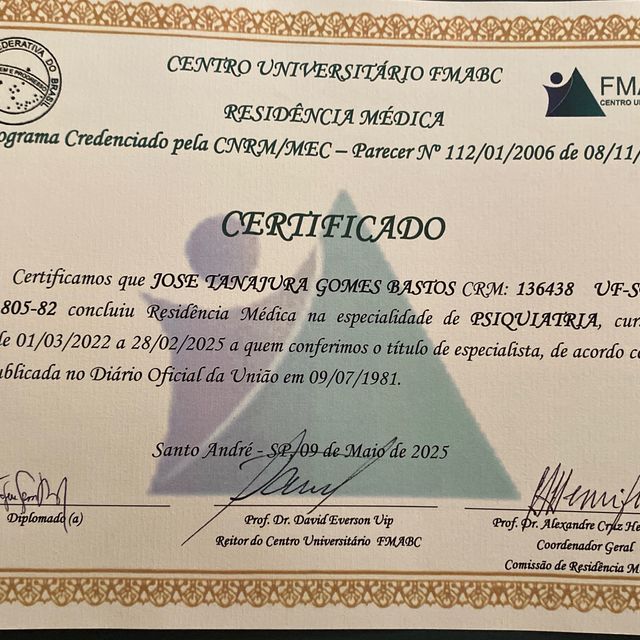 FEDERATIVA DO BRASIL
CENTRO UNIVERSITÁRIO FMABC
FMA
CENTRO U
RESIDÊNCIA MÉDICA
ograma Credenciado pela CNRM/MEC – Parecer Nº 112/01/2006 de 08/11/
CERTIFICADO
Certificamos que JOSE TANAJURA GOMES BASTOS CRM: 136438 UF-S
805-82 concluiu Residência Médica na especialidade de PSIQUIATRIA, cur
de 01/03/2022 a 28/02/2025 a quem conferimos o título de especialista, de acordo c
ublicada no Diário Oficial da União em 09/07/1981.
Santo André - SP, 09 de Maio de 2025
Diplomado (a)
Prof. Dr. David Everson Uip
Reitor do Centro Universitário FMABC
Prof. Dr. Alexandre Cruz He
Coordenador Geral
Comissão de Residência M